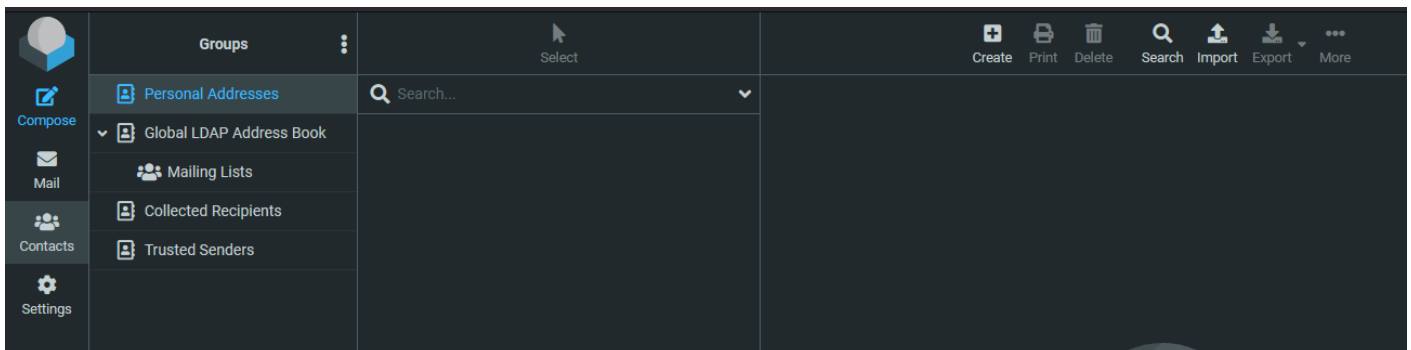 Groups
Select
Create Print Delete Search Import Export More
Compose
Mail
Contacts
Settings
Personal Addresses
Global LDAP Address Book
Mailing Lists
Collected Recipients
Trusted Senders
Search...